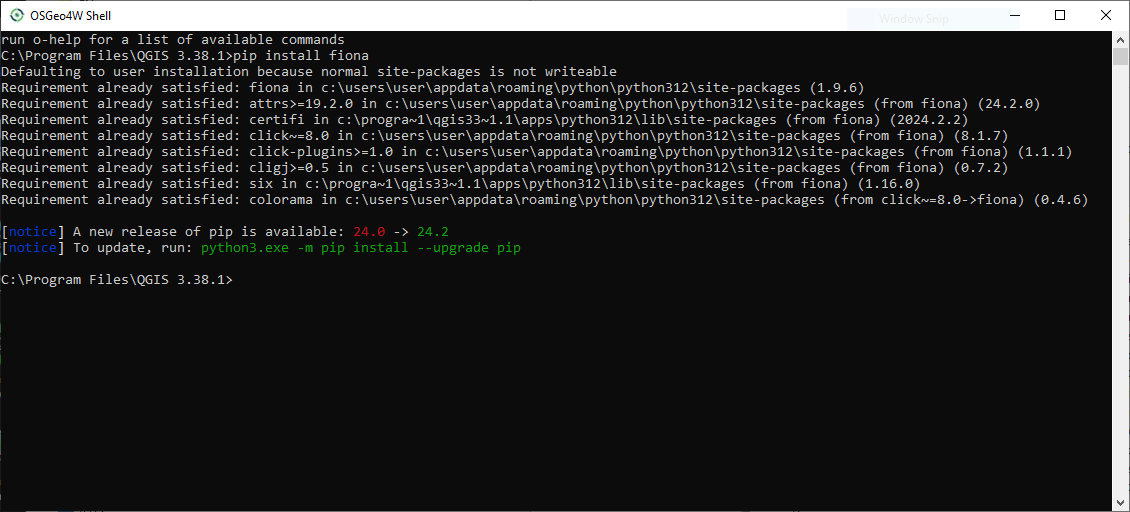 OSGeo4W Shell
Window Snip
run o-help for a list of available commands
C:\Program Files\QGIS 3.38.1>pip install fiona
Defaulting to user installation because normal site-packages is not writeable
Requirement already satisfied: fiona in c:\users\user\appdata\roaming\python\python312\site-packages (1.9.6)
Requirement already satisfied: attrs>=19.2.0 in c:\users\user\appdata\roaming\python\python312\site-packages (from fiona) (24.2.0)
Requirement already satisfied: certifi in c:\progra~1\qgis33~1.1\apps\python312\lib\site-packages (from fiona) (2024.2.2)
Requirement already satisfied: click~=8.0 in c:\users\user\appdata\roaming\python\python312\site-packages (from fiona) (8.1.7)
Requirement already satisfied: click-plugins>=1.0 in c:\users\user\appdata\roaming\python\python312\site-packages (from fiona) (1.1.1)
Requirement already satisfied: cligj>=0.5 in c:\users\user\appdata\roaming\python\python312\site-packages (from fiona) (0.7.2)
Requirement already satisfied: six in c:\progra~1\qgis33~1.1\apps\python312\lib\site-packages (from fiona) (1.16.0)
Requirement already satisfied: colorama in c:\users\user\appdata\roaming\python\python312\site-packages (from click~=8.0->fiona) (0.4.6)
[notice] A new release of pip is available: 24.0 -> 24.2
[notice] To update, run: python3.exe -m pip install --upgrade pip
C:\Program Files\QGIS 3.38.1>